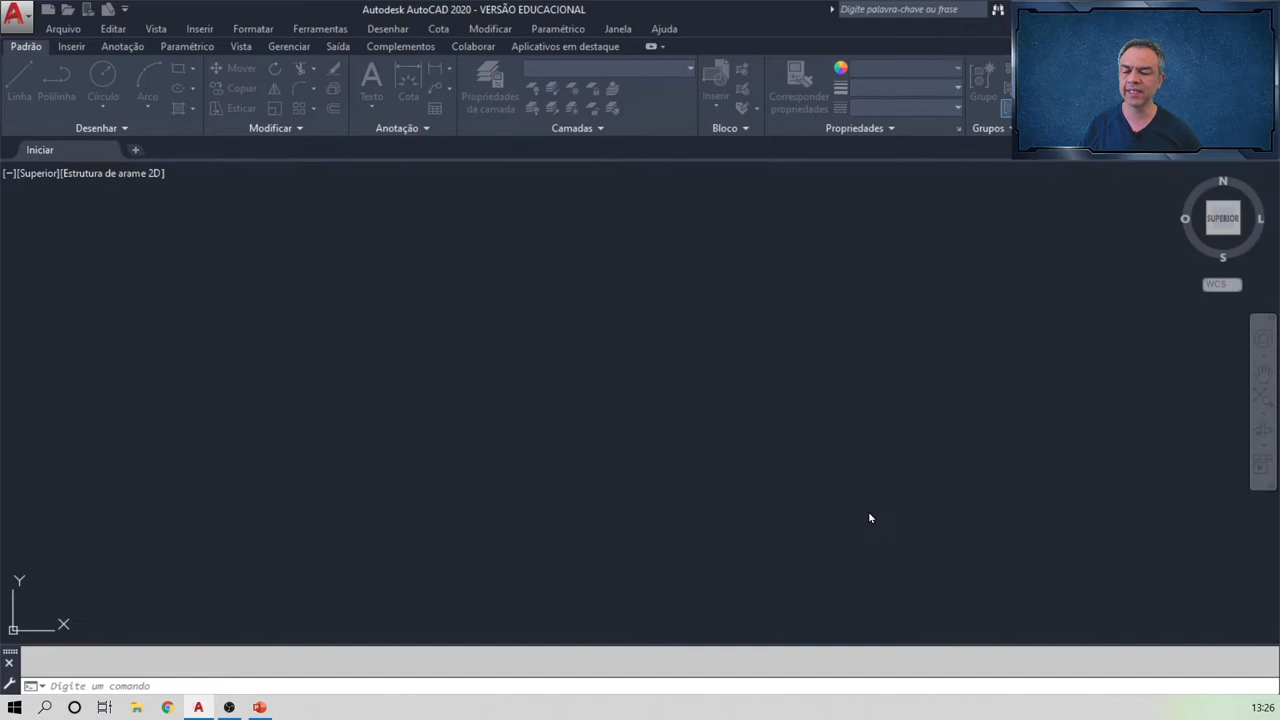 Autodesk AutoCAD 2020 - VERSÃO EDUCACIONAL
Digite palavra-chave ou frase
Arquivo Editar Vista Inserir Formatar Ferramentas Desenhar Cota Modificar Paramétrico Janela Ajuda
Padrão Inserir Anotação Paramétrico Vista Gerenciar Saída Complementos Colaborar Aplicativos em destaque
Linha Polilinha Círculo Arco
Mover
Copiar
Esticar
Texto Cota
Propriedades
da camada
Inserir
Corresponder
propriedades
Grupo
Desenhar Modificar Anotação Camadas Bloco Propriedades Grupos
Iniciar
[−][Superior][Estrutura de arame 2D]
N
O SUPERIOR L
S
WCS
Y
X
Digite um comando
13:26